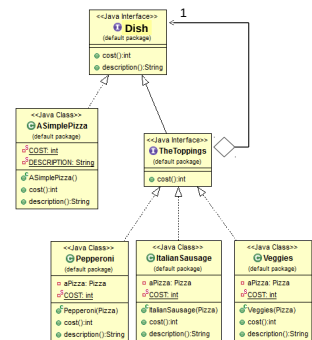 <<Java Interface>>
Dish
(default package)
cost():int
description():String
1
<<Java Class>>
ASimplePizza
(default package)
COST: int
DESCRIPTION: String
ASimplePizza()
cost():int
description():String
<<Java Interface>>
TheToppings
(default package)
cost():int
<<Java Class>>
Pepperoni
(default package)
aPizza: Pizza
COST: int
Pepperoni(Pizza)
cost():int
description():String
<<Java Class>>
ItalianSausage
(default package)
aPizza: Pizza
COST: int
ItalianSausage(Pizza)
cost():int
description():String
<<Java Class>>
Veggies
(default package)
aPizza: Pizza
COST: int
Veggies(Pizza)
cost():int
description():String